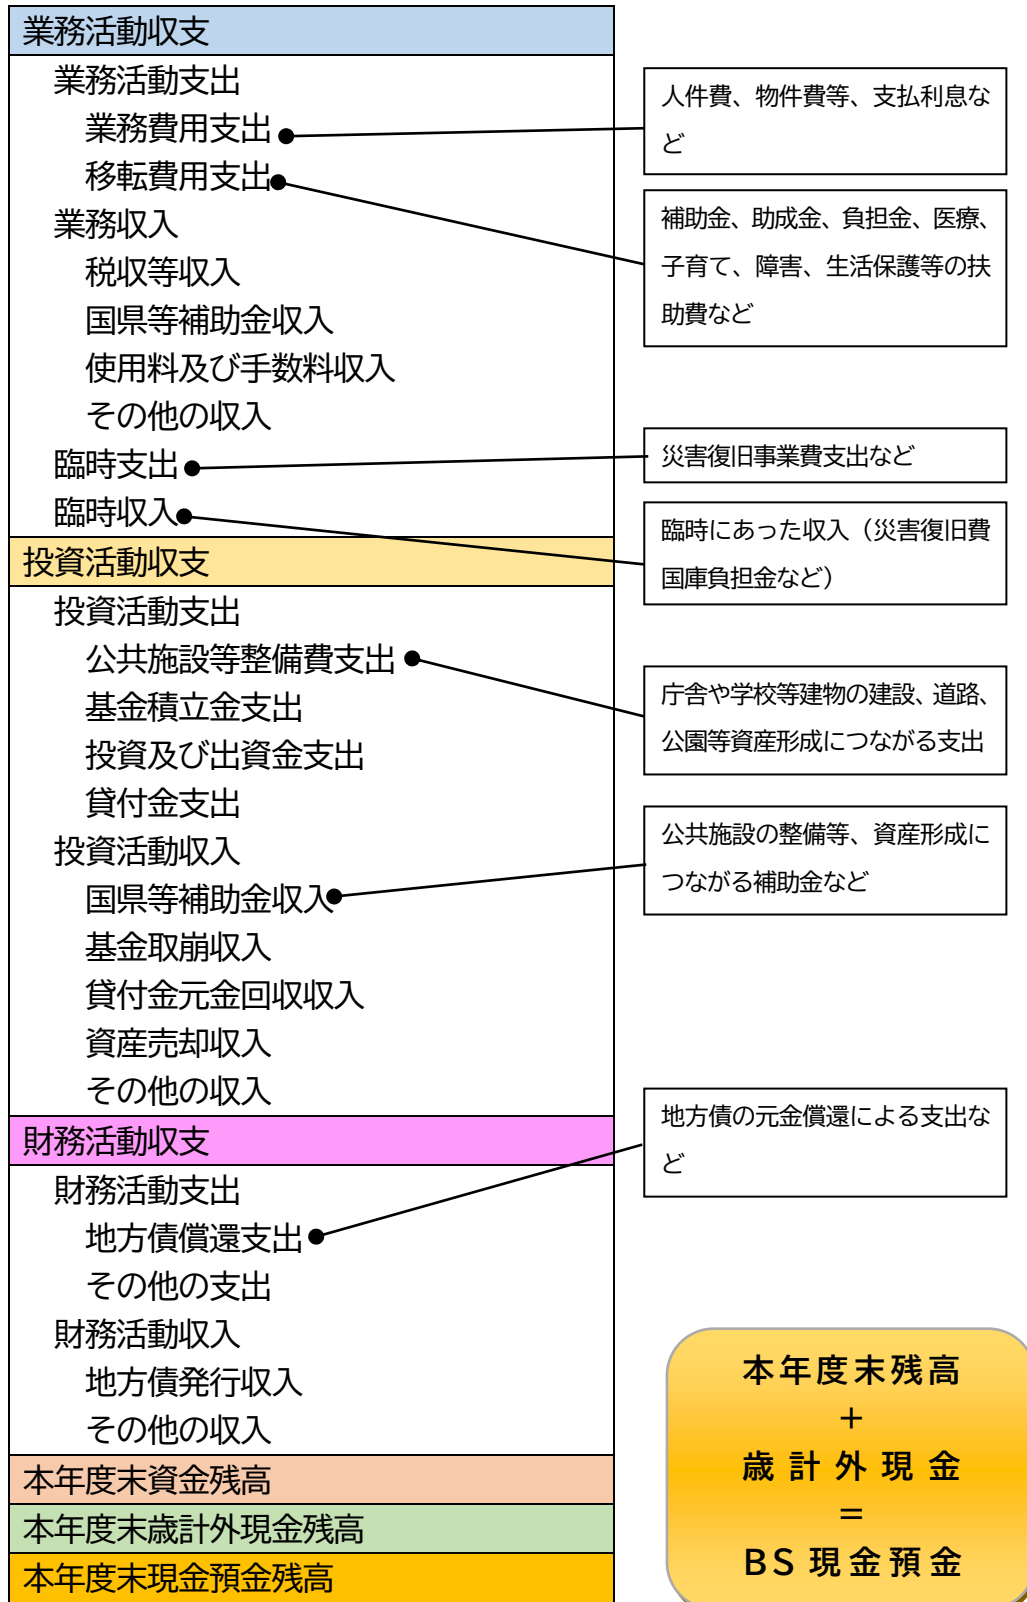 業務活動収支
業務活動支出
業務費用支出
移転費用支出
業務収入
税収等収入
国県等補助金収入
使用料及び手数料収入
その他の収入
臨時支出
臨時収入
投資活動収支
投資活動支出
公共施設等整備費支出
基金積立金支出
投資及び出資金支出
貸付金支出
投資活動収入
国県等補助金収入
基金取崩収入
貸付金元金回収収入
資産売却収入
その他の収入
財務活動収支
財務活動支出
地方債償還支出
その他の支出
財務活動収入
地方債発行収入
その他の収入
本年度末資金残高
本年度末歳計外現金残高
本年度末現金預金残高
人件費、物件費等、支払利息な
ど
補助金、助成金、負担金、医療、
子育て、障害、生活保護等の扶
助費など
災害復旧事業費支出など
臨時にあった収入（災害復旧費
国庫負担金など）
庁舎や学校等建物の建設、道路、
公園等資産形成につながる支出
公共施設の整備等、資産形成に
つながる補助金など
地方債の元金償還による支出な
ど
本年度末残高
＋
歳計外現金
＝
BS 現金預金